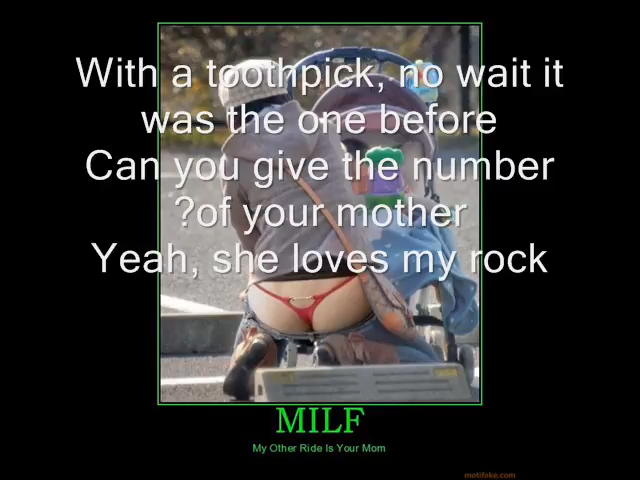 With a toothpick, no wait it
was the one before
Can you give the number
?of your mother
Yeah, she loves my rock
MILF
My Other Ride Is Your Mom
motifake.com